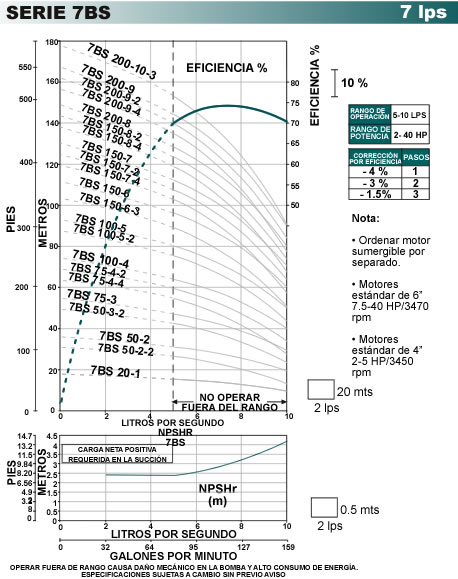 SERIE 7BS
7 lps
PIES
METROS
EFICIENCIA %
EFICIENCIA %
10 %
180
160
140
120
100
80
60
40
20
0
550
500
400
300
200
100
0
80
75
70
65
60
55
50
7BS 200-10-3
7BS 200-9
7BS 200-9-2
7BS 200-9-4
7BS 200-8
7BS 150-8-2
7BS 150-8-4
7BS 150-7
7BS 150-7-2
7BS 150-7-4
7BS 150-6
7BS 150-6-3
7BS 100-5
7BS 100-5-2
7BS 100-4
7BS 75-4-2
7BS 75-4-4
7BS 75-3
7BS 50-3-2
7BS 50-2
7BS 50-2-2
7BS 20-1
RANGO DE OPERACIÓN 5-10 LPS
RANGO DE POTENCIA 2- 40 HP
CORRECCIÓN POR EFICIENCIA PASOS
- 4 % 1
- 3 % 2
- 1.5% 3
Nota:
• Ordenar motor
sumergible por
separado.
• Motores
estándar de 6"
7.5-40 HP/3470
rpm
• Motores
estándar de 4"
2-5 HP/3450
rpm
20 mts
2 lps
NO OPERAR
FUERA DEL RANGO
0 2 4 6 8 10
LITROS POR SEGUNDO
NPSHR
7BS
PIES
METROS
14.7
13.2
11.5
9.84
8.20
6.56
4.9
3.2
8
0
4.5
4
3.5
3
2.5
2
1.5
1
0.5
0
CARGA NETA POSITIVA
REQUERIDA EN LA SUCCIÓN
NPSHr
(m)
0.5 mts
2 lps
0 2 4 6 8 10
LITROS POR SEGUNDO
0 32 64 95 127 159
GALONES POR MINUTO
OPERAR FUERA DE RANGO CAUSA DAÑO MECÁNICO EN LA BOMBA Y ALTO CONSUMO DE ENERGÍA.
ESPECIFICACIONES SUJETAS A CAMBIO SIN PREVIO AVISO